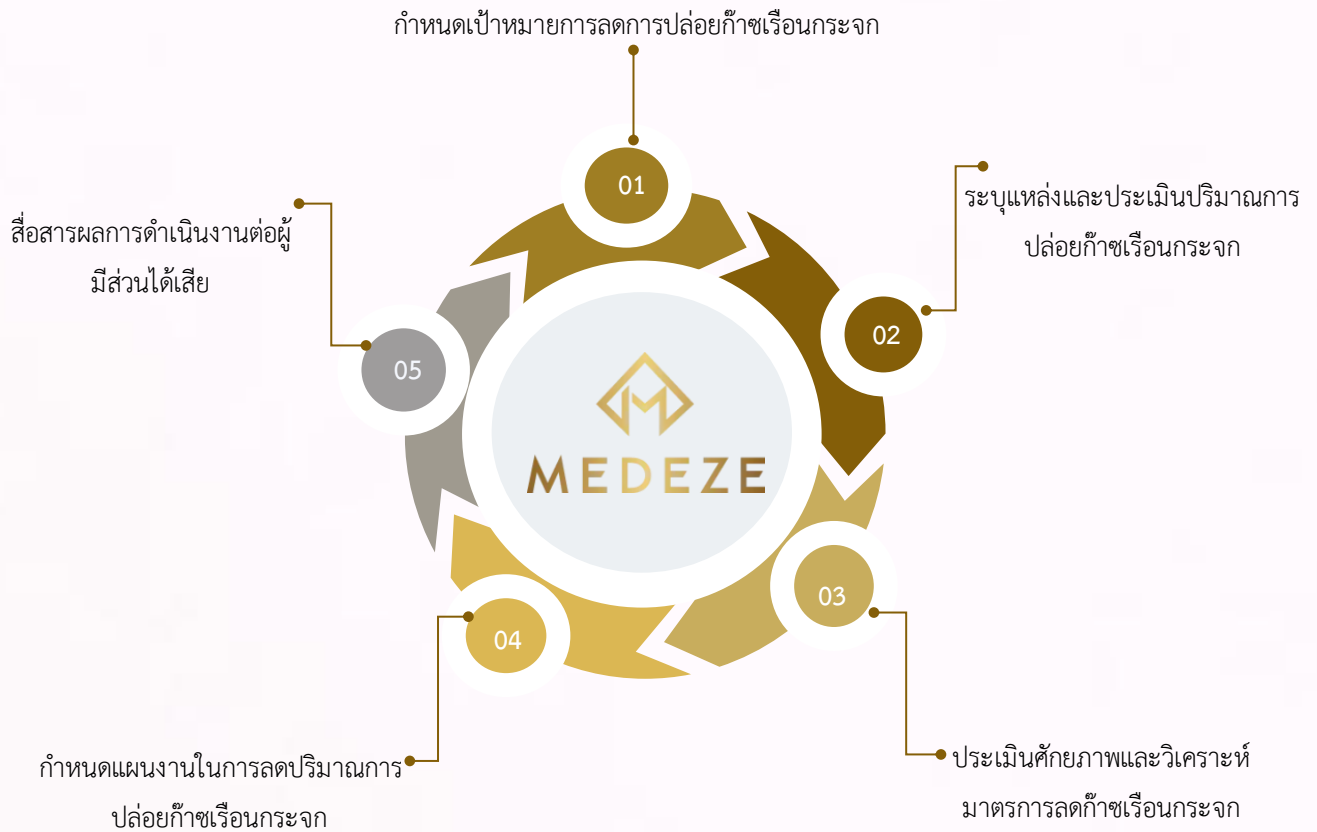 กำหนดเป้าหมายการลดการปล่อยก๊าซเรือนกระจก
01
ระบุแหล่งและประเมินปริมาณการ
ปล่อยก๊าซเรือนกระจก
02
ประเมินศักยภาพและวิเคราะห์
มาตรการลดก๊าซเรือนกระจก
03
กำหนดแผนงานในการลดปริมาณการ
ปล่อยก๊าซเรือนกระจก
04
สื่อสารผลการดำเนินงานต่อผู้
มีส่วนได้เสีย
05
MEDEZE